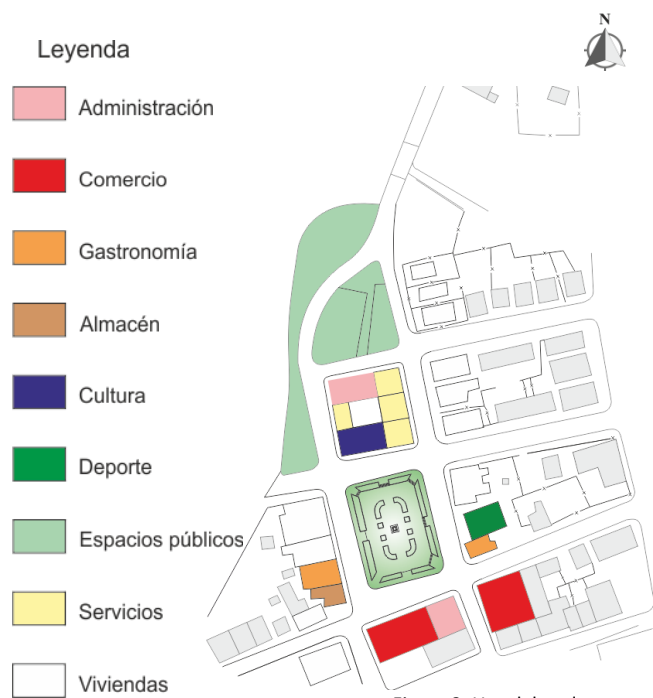 N
Leyenda
Administración
Comercio
Gastronomía
Almacén
Cultura
Deporte
Espacios públicos
Servicios
Viviendas